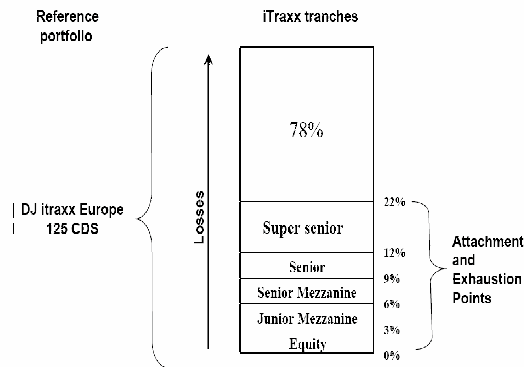 Reference
portfolio
iTraxx tranches
DJ itraxx Europe
125 CDS
Losses
78%
22%
Super senior
12%
Senior
9%
Senior Mezzanine
6%
Junior Mezzanine
3%
Equity
0%
Attachment
and
Exhaustion
Points